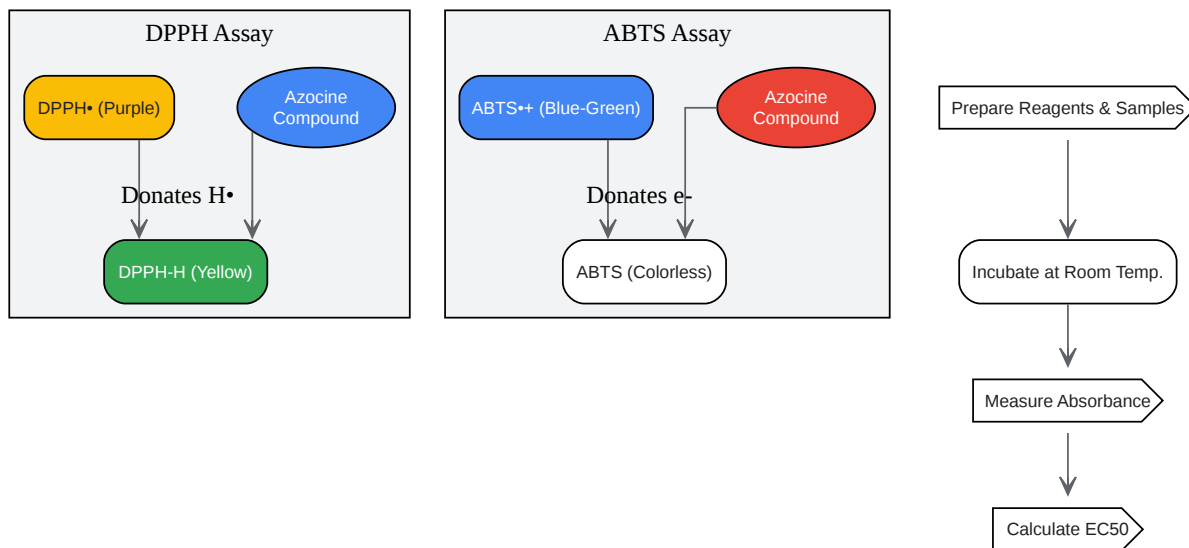 DPPH Assay
DPPH• (Purple)
Azocine
Compound
Donates H•
DPPH-H (Yellow)
ABTS Assay
ABTS•+ (Blue-Green)
Azocine
Compound
Donates e-
ABTS (Colorless)
Prepare Reagents & Samples
Incubate at Room Temp.
Measure Absorbance
Calculate EC50